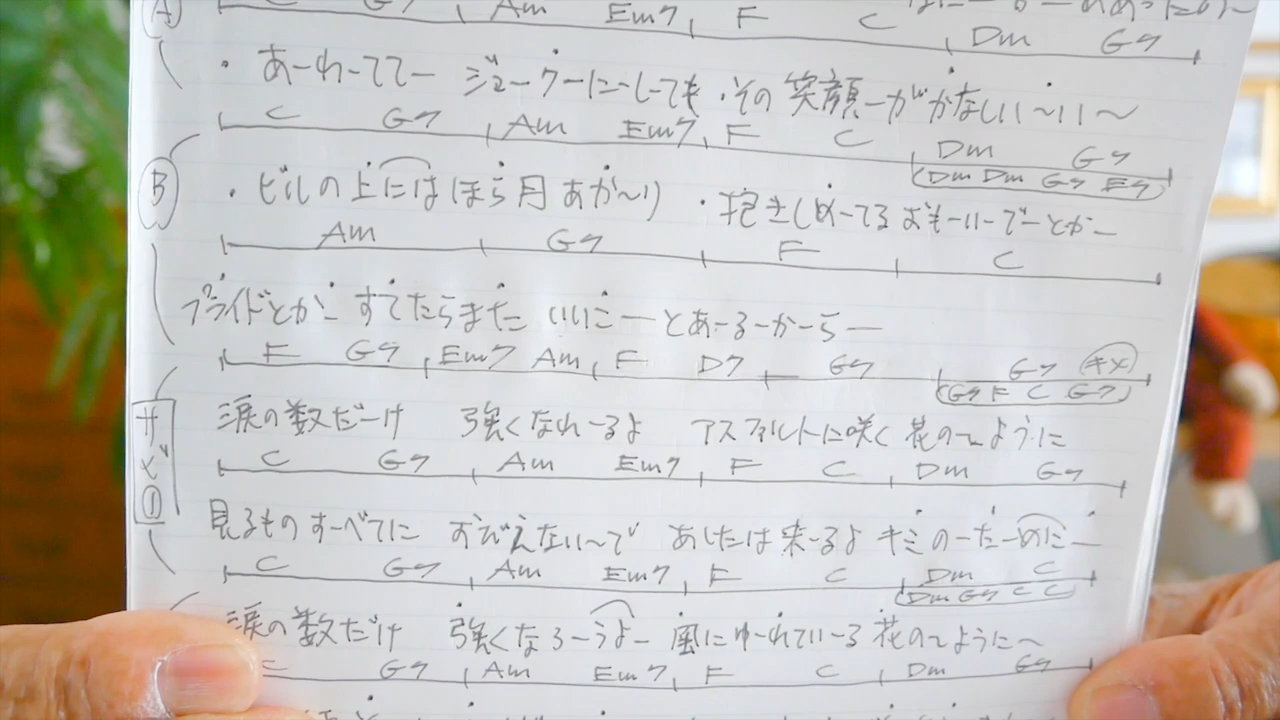 A C G7 Am Em7 F C Dm G7
・あーわーててー ジューケーにーしーても ・その笑顔ーがかなしいい〜いい〜
C G7 Am Em7 F C Dm G7
(Dm Dm G7 E7)
B ・ビルの上にはほら月あか〜り ・抱きしめーてるおもーいーでーとかー
Am G7 F C
プライドとかー すてたらまた いいこーーとあーるーかーらー
F G7 Em7 Am F D7 G7 G7 キメ
(G7 F C G7)
サビ① 涙の数だーけ 強くなれーるよ アスファルトに咲く 花の〜ように
C G7 Am Em7 F C Dm G7
見るものすーべてに おびえない〜で あしたは来ーるよ キミのーたーめにー
C G7 Am Em7 F C Dm C
(Dm G7 C C)
涙の数だけ 強くなろーうよー 風にゆーれているー 花の〜ように〜
C G7 Am Em7 F C Dm G7